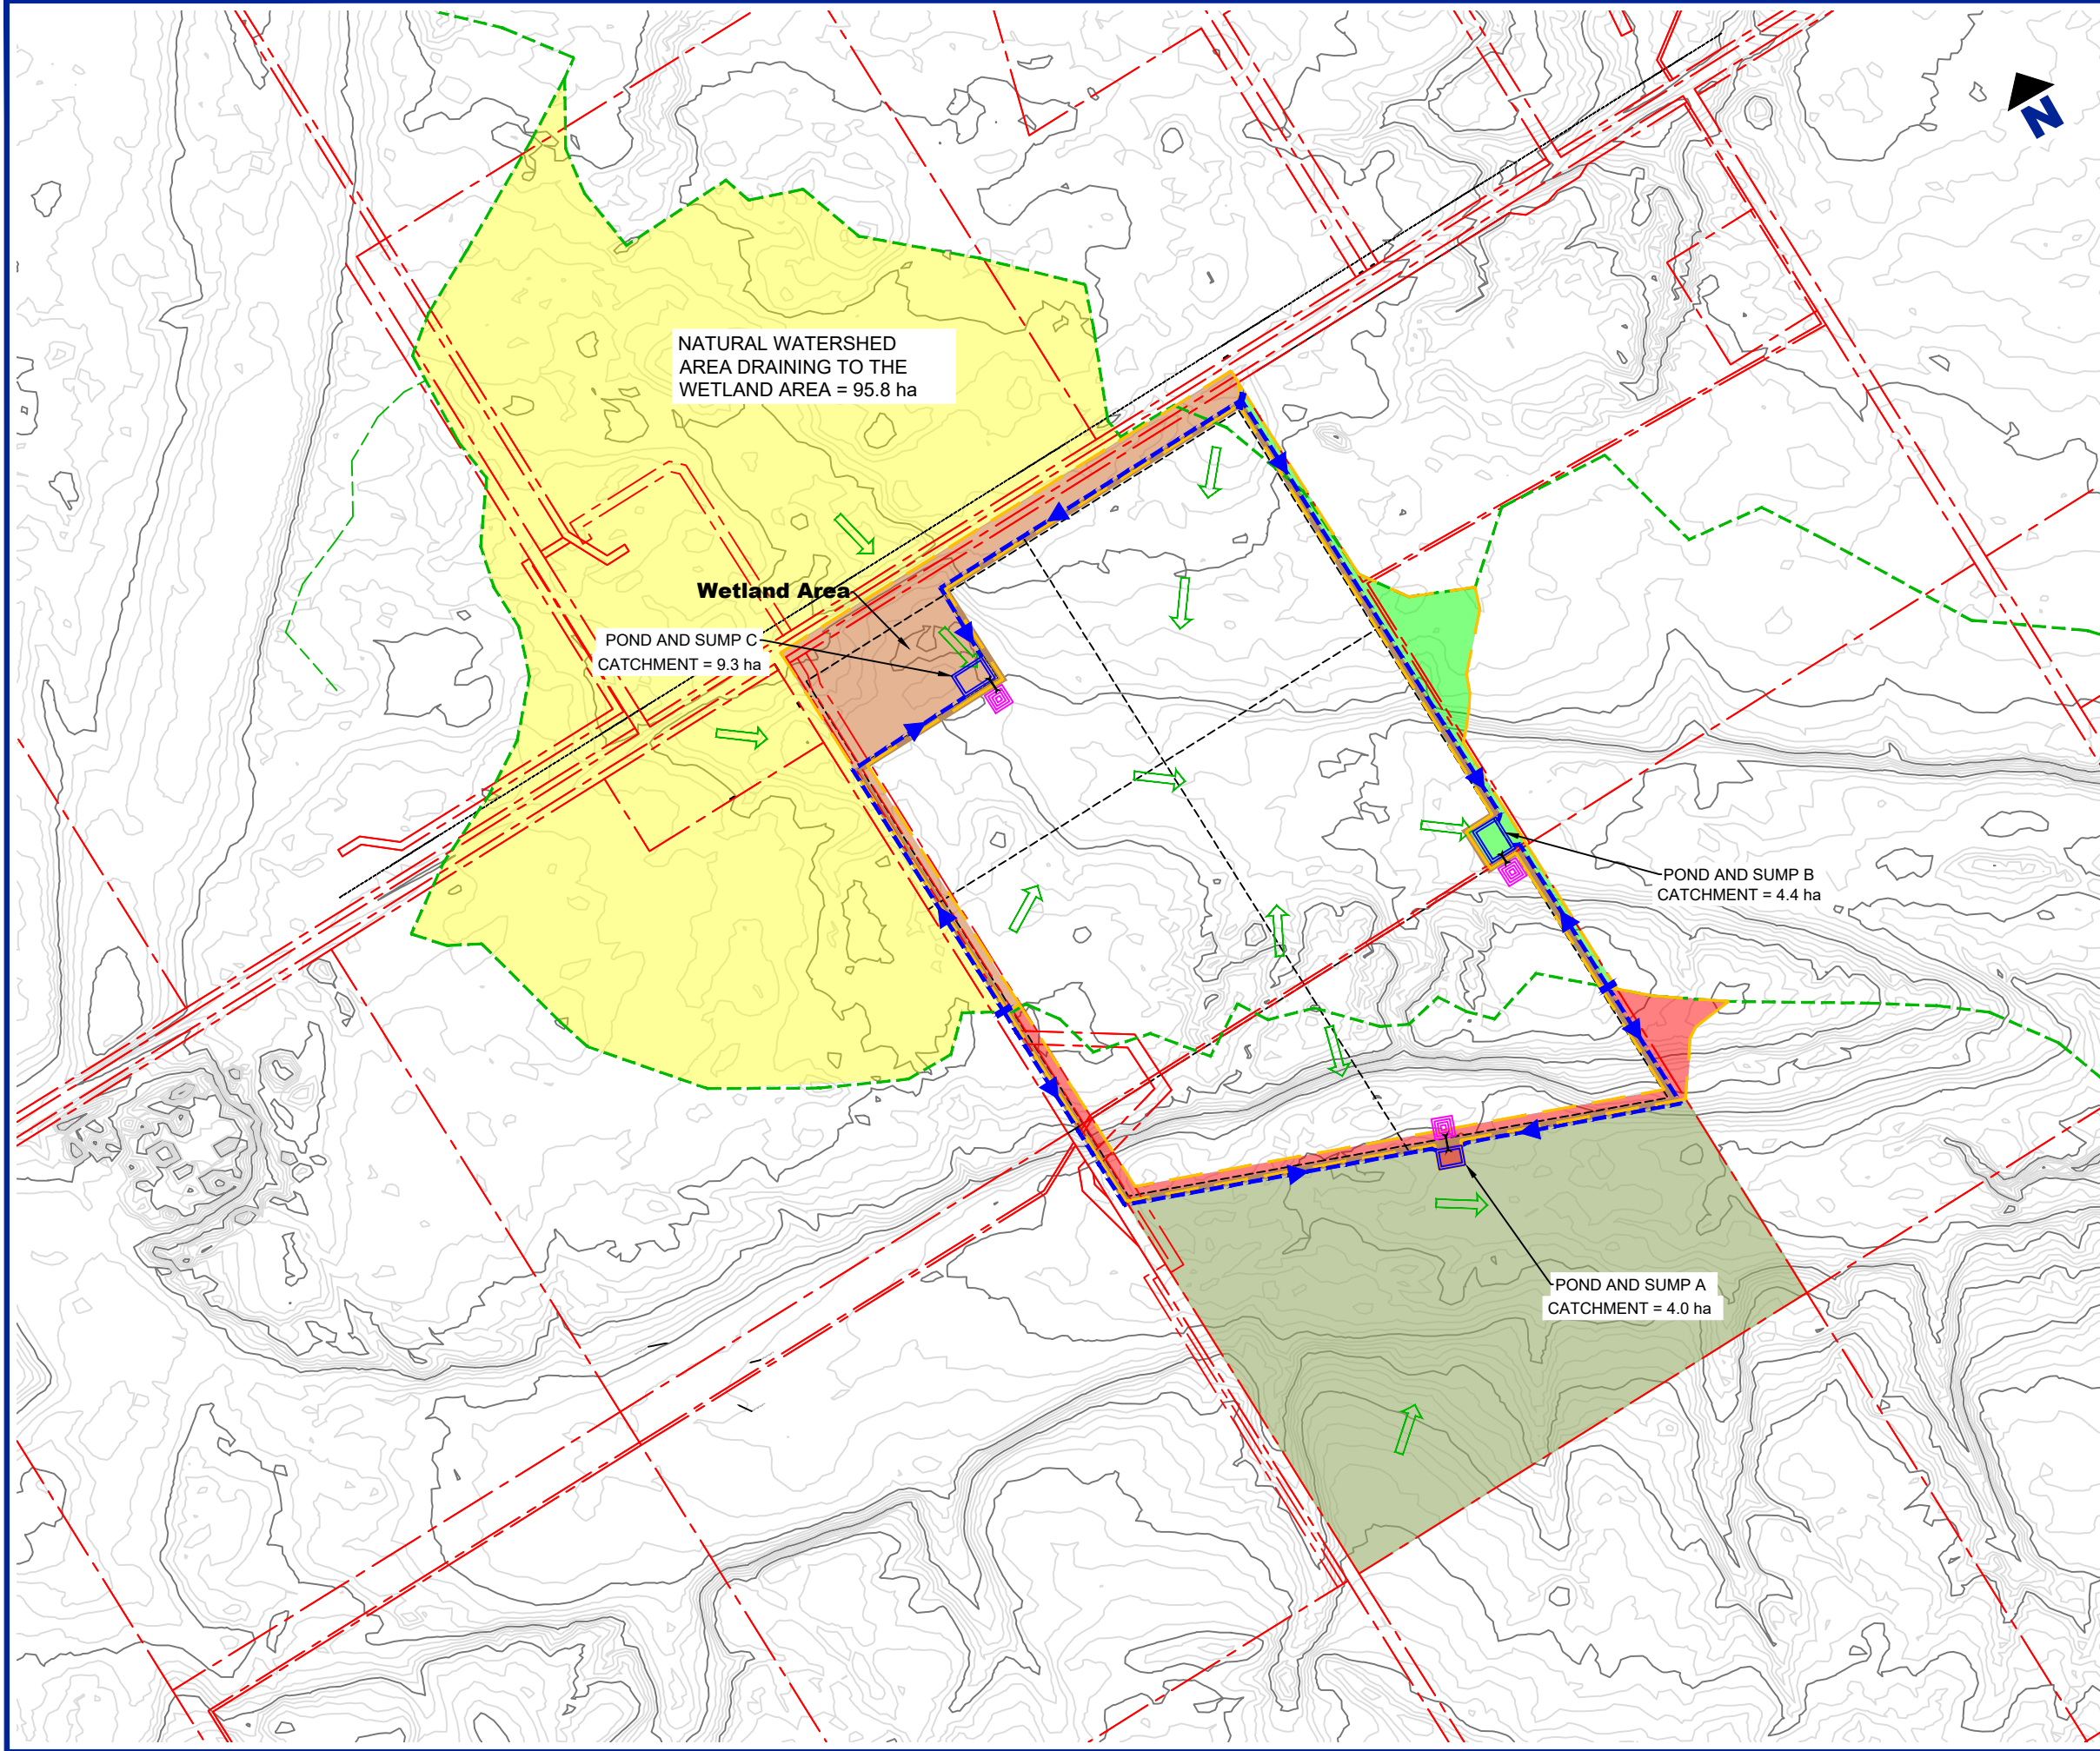 N
NATURAL WATERSHED
AREA DRAINING TO THE
WETLAND AREA = 95.8 ha
Wetland Area
POND AND SUMP C
CATCHMENT = 9.3 ha
POND AND SUMP B
CATCHMENT = 4.4 ha
POND AND SUMP A
CATCHMENT = 4.0 ha